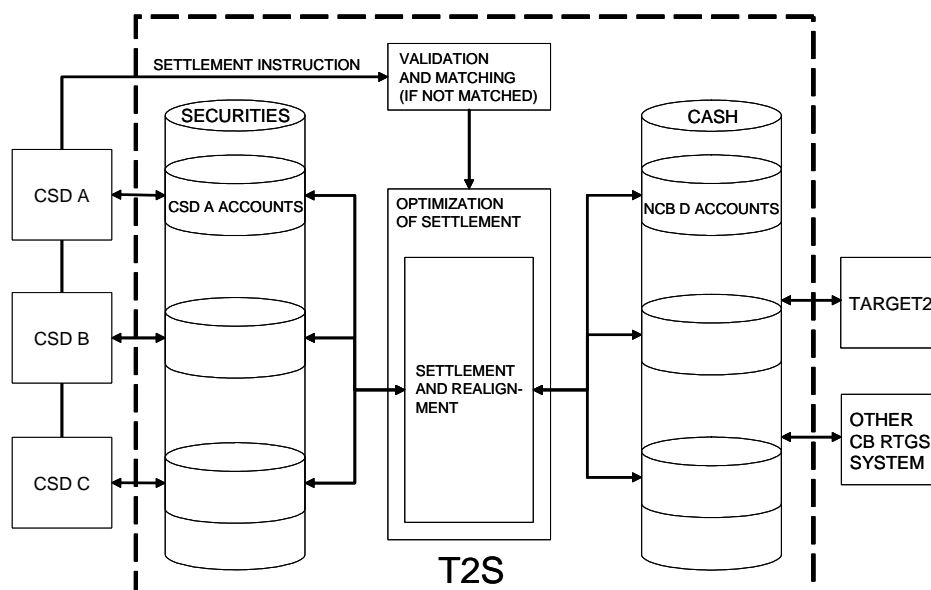 SETTLEMENT INSTRUCTION
VALIDATION
AND MATCHING
(IF NOT MATCHED)
SECURITIES
CASH
CSD A
CSD A ACCOUNTS
OPTIMIZATION
OF SETTLEMENT
NCB D ACCOUNTS
TARGET2
CSD B
SETTLEMENT
AND REALIGN-
MENT
OTHER
CB RTGS
SYSTEM
CSD C
T2S